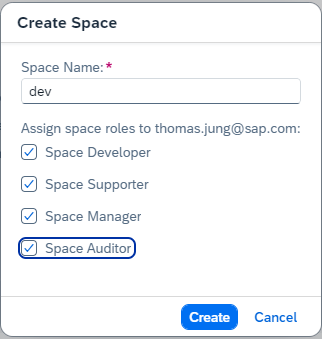 Create Space
Space Name:*
dev
Assign space roles to thomas.jung@sap.com:
Space Developer
Space Supporter
Space Manager
Space Auditor
Create Cancel